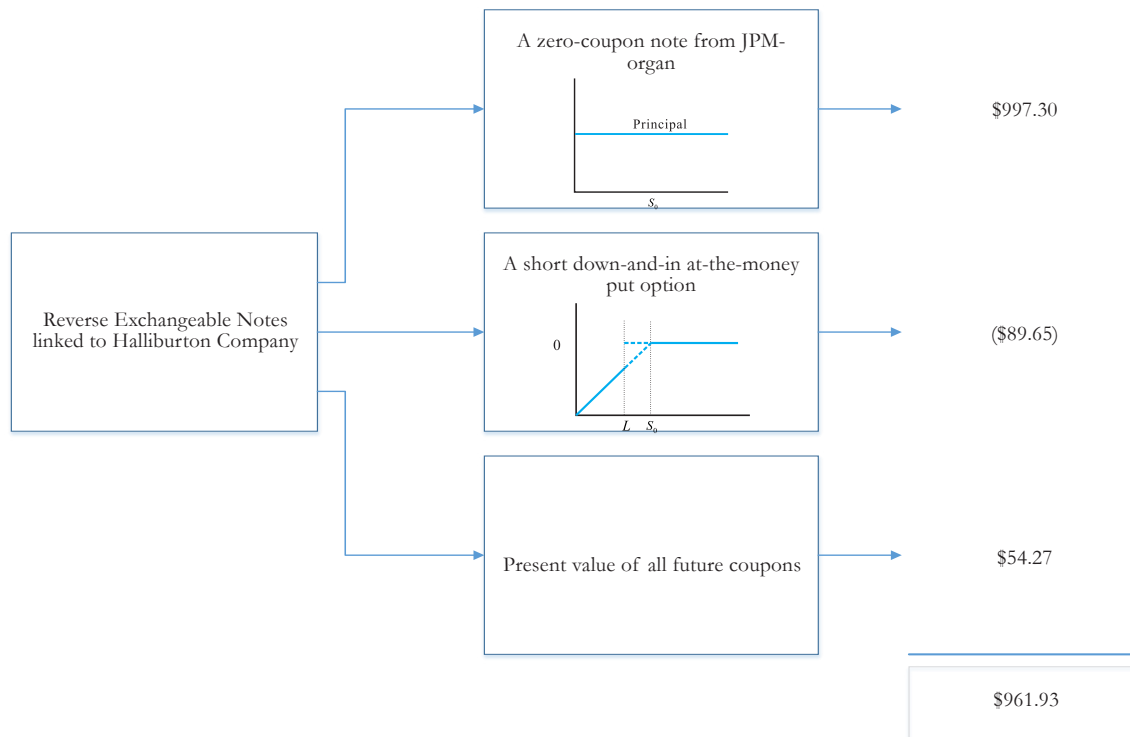 A zero-coupon note from JPM-
organ
Principal
S₀
$997.30
Reverse Exchangeable Notes
linked to Halliburton Company
A short down-and-in at-the-money
put option
0
L S₀
($89.65)
Present value of all future coupons
$54.27
$961.93